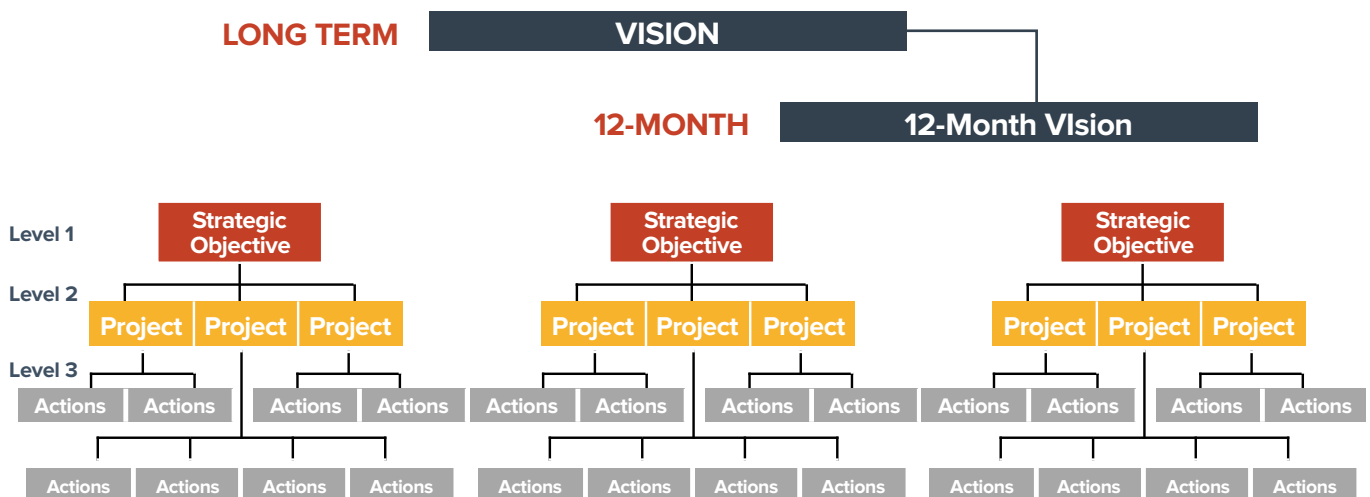 LONG TERM
VISION
12-MONTH
12-Month VIsion
Level 1
Strategic
Objective
Strategic
Objective
Strategic
Objective
Level 2
Project Project Project
Project Project Project
Project Project Project
Level 3
Actions Actions Actions Actions
Actions Actions Actions Actions
Actions Actions Actions Actions
Actions Actions Actions Actions
Actions Actions Actions Actions
Actions Actions Actions Actions